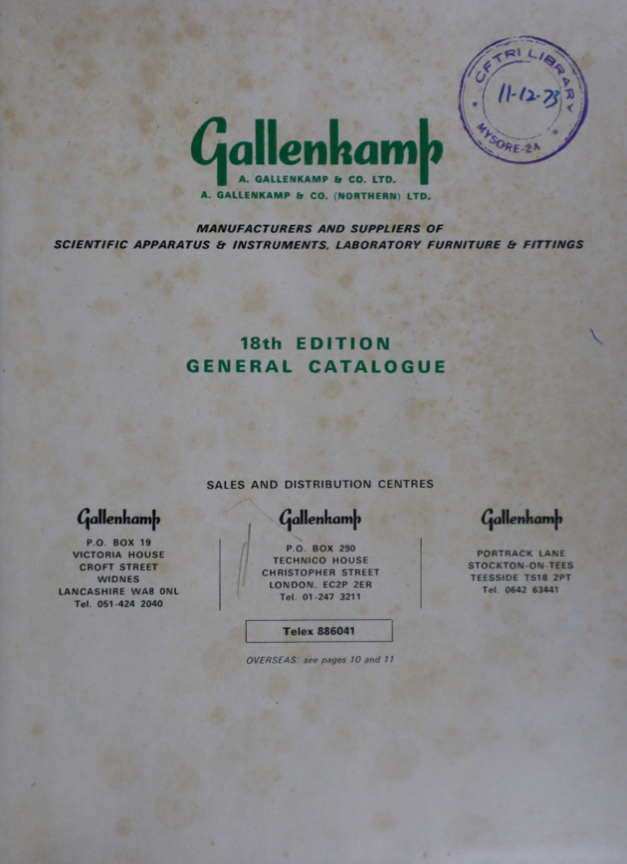 CFTRI LIBRARY
11-12-73
MYSORE-2A
Gallenkamp
A. GALLENKAMP & CO. LTD.
A. GALLENKAMP & CO. (NORTHERN) LTD.
MANUFACTURERS AND SUPPLIERS OF
SCIENTIFIC APPARATUS & INSTRUMENTS, LABORATORY FURNITURE & FITTINGS
18th EDITION
GENERAL CATALOGUE
SALES AND DISTRIBUTION CENTRES
Gallenkamp
P.O. BOX 19
VICTORIA HOUSE
CROFT STREET
WIDNES
LANCASHIRE WA8 0NL
Tel. 051-424 2040
Gallenkamp
P.O. BOX 290
TECHNICO HOUSE
CHRISTOPHER STREET
LONDON, EC2P 2ER
Tel. 01-247 3211
Gallenkamp
PORTRACK LANE
STOCKTON-ON-TEES
TEESSIDE TS18 2PT
Tel. 0642 63441
Telex 886041
OVERSEAS: see pages 10 and 11